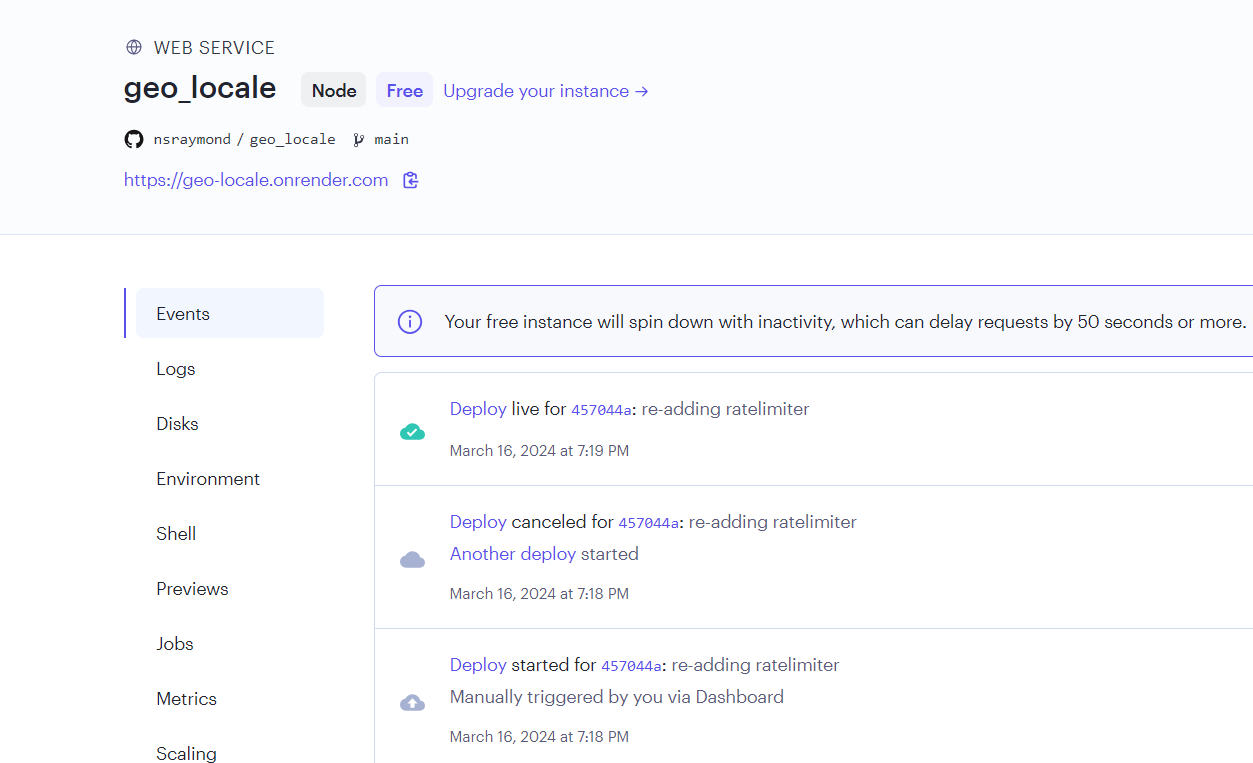 WEB SERVICE
geo_locale Node Free Upgrade your instance →
nsraymond / geo_locale main
https://geo-locale.onrender.com
Events
Logs
Disks
Environment
Shell
Previews
Jobs
Metrics
Scaling
Your free instance will spin down with inactivity, which can delay requests by 50 seconds or more.
Deploy live for 457044a: re-adding ratelimiter
March 16, 2024 at 7:19 PM
Deploy canceled for 457044a: re-adding ratelimiter
Another deploy started
March 16, 2024 at 7:18 PM
Deploy started for 457044a: re-adding ratelimiter
Manually triggered by you via Dashboard
March 16, 2024 at 7:18 PM